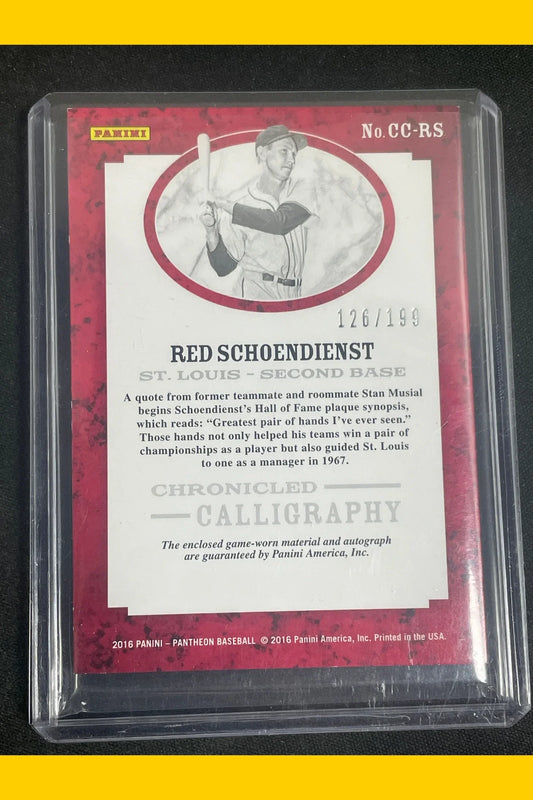 PANINI
No. CC-RS
126/199
RED SCHOENDIENST
ST. LOUIS – SECOND BASE
A quote from former teammate and roommate Stan Musial
begins Schoendienst's Hall of Fame plaque synopsis,
which reads: “Greatest pair of hands I've ever seen.”
Those hands not only helped his teams win a pair of
championships as a player but also guided St. Louis
to one as a manager in 1967.
CHRONICLED
CALLIGRAPHY
The enclosed game-worn material and autograph
are guaranteed by Panini America, Inc.
2016 PANINI – PANTHEON BASEBALL © 2016 Panini America, Inc. Printed in the USA.